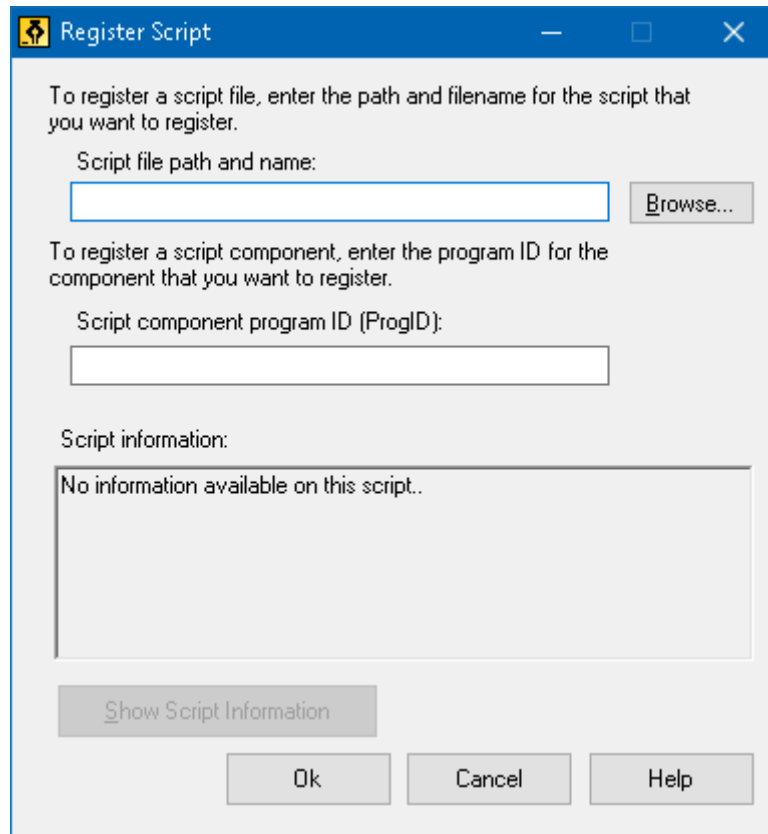 Register Script
To register a script file, enter the path and filename for the script that
you want to register.
Script file path and name:
Browse...
To register a script component, enter the program ID for the
component that you want to register.
Script component program ID (ProgID):
Script information:
No information available on this script..
Show Script Information
Ok
Cancel
Help